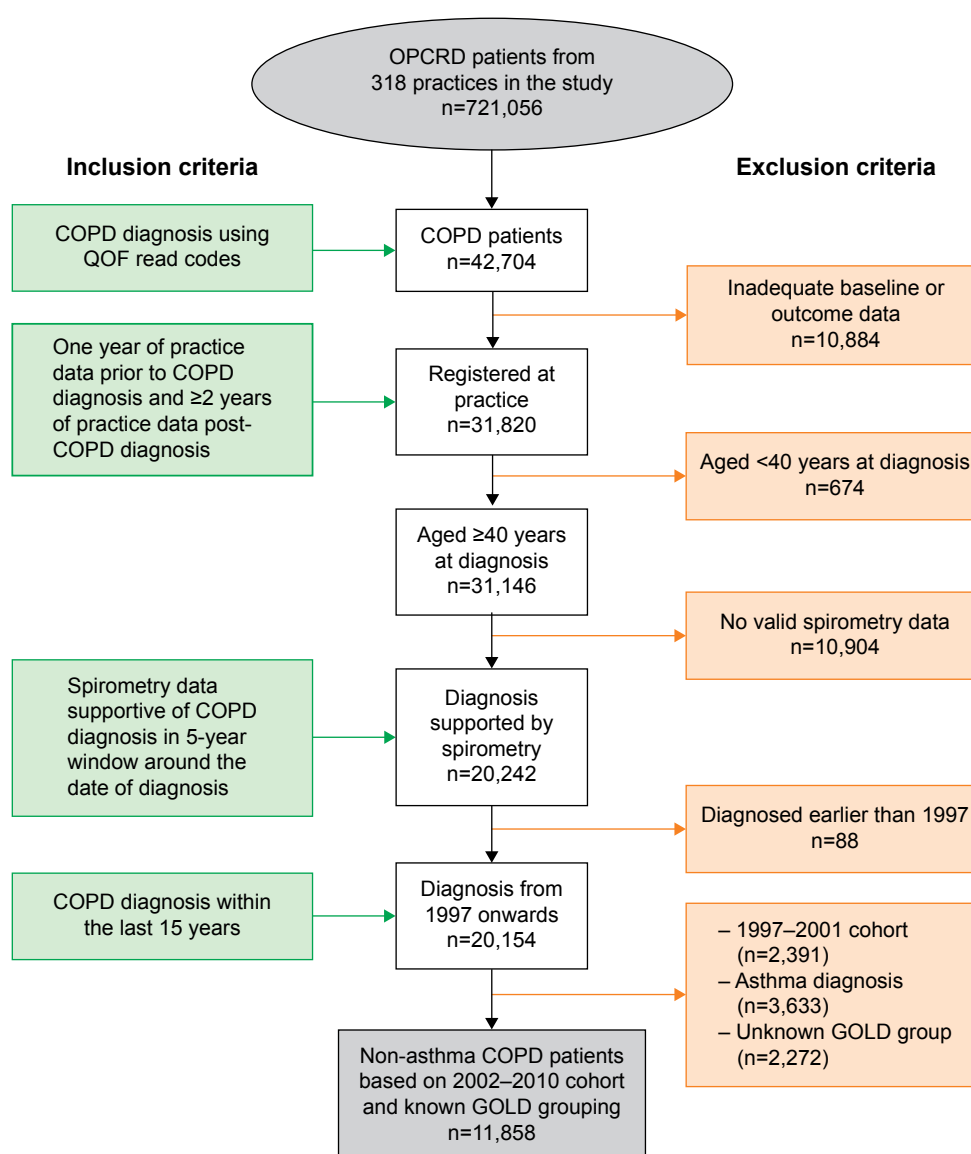 OPCRD patients from
318 practices in the study
n=721,056
Inclusion criteria
Exclusion criteria
COPD diagnosis using
QOF read codes
COPD patients
n=42,704
Inadequate baseline or
outcome data
n=10,884
One year of practice
data prior to COPD
diagnosis and ≥2 years
of practice data post-
COPD diagnosis
Registered at
practice
n=31,820
Aged <40 years at diagnosis
n=674
Aged ≥40 years
at diagnosis
n=31,146
No valid spirometry data
n=10,904
Spirometry data
supportive of COPD
diagnosis in 5-year
window around the
date of diagnosis
Diagnosis
supported by
spirometry
n=20,242
Diagnosed earlier than 1997
n=88
COPD diagnosis within
the last 15 years
Diagnosis from
1997 onwards
n=20,154
– 1997–2001 cohort
(n=2,391)
– Asthma diagnosis
(n=3,633)
– Unknown GOLD group
(n=2,272)
Non-asthma COPD patients
based on 2002–2010 cohort
and known GOLD grouping
n=11,858